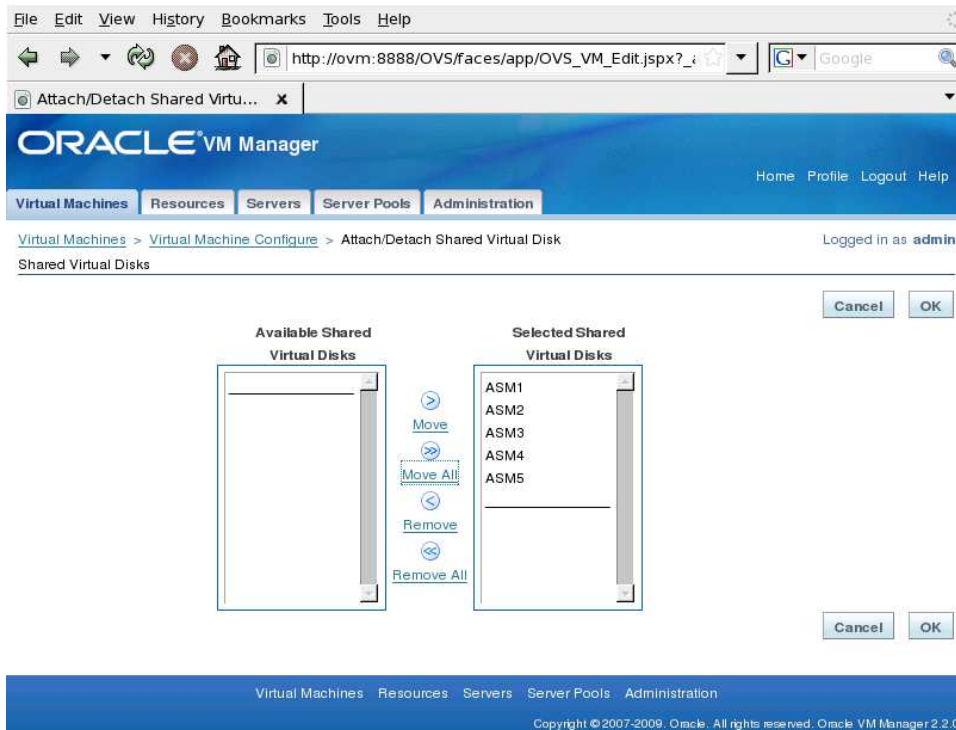 File Edit View History Bookmarks Tools Help
http://ovm:8888/OVS/faces/app/OVS_VM_Edit.jspx?_
G Google
Attach/Detach Shared Virtu... x
ORACLE VM Manager
Home Profile Logout Help
Virtual Machines Resources Servers Server Pools Administration
Virtual Machines > Virtual Machine Configure > Attach/Detach Shared Virtual Disk Logged in as admin
Shared Virtual Disks
Cancel OK
Available Shared
Virtual Disks
Selected Shared
Virtual Disks
ASM1
ASM2
ASM3
ASM4
ASM5
Move
Move All
Remove
Remove All
Cancel OK
Virtual Machines Resources Servers Server Pools Administration
Copyright © 2007-2009. Oracle. All rights reserved. Oracle VM Manager 2.2.0